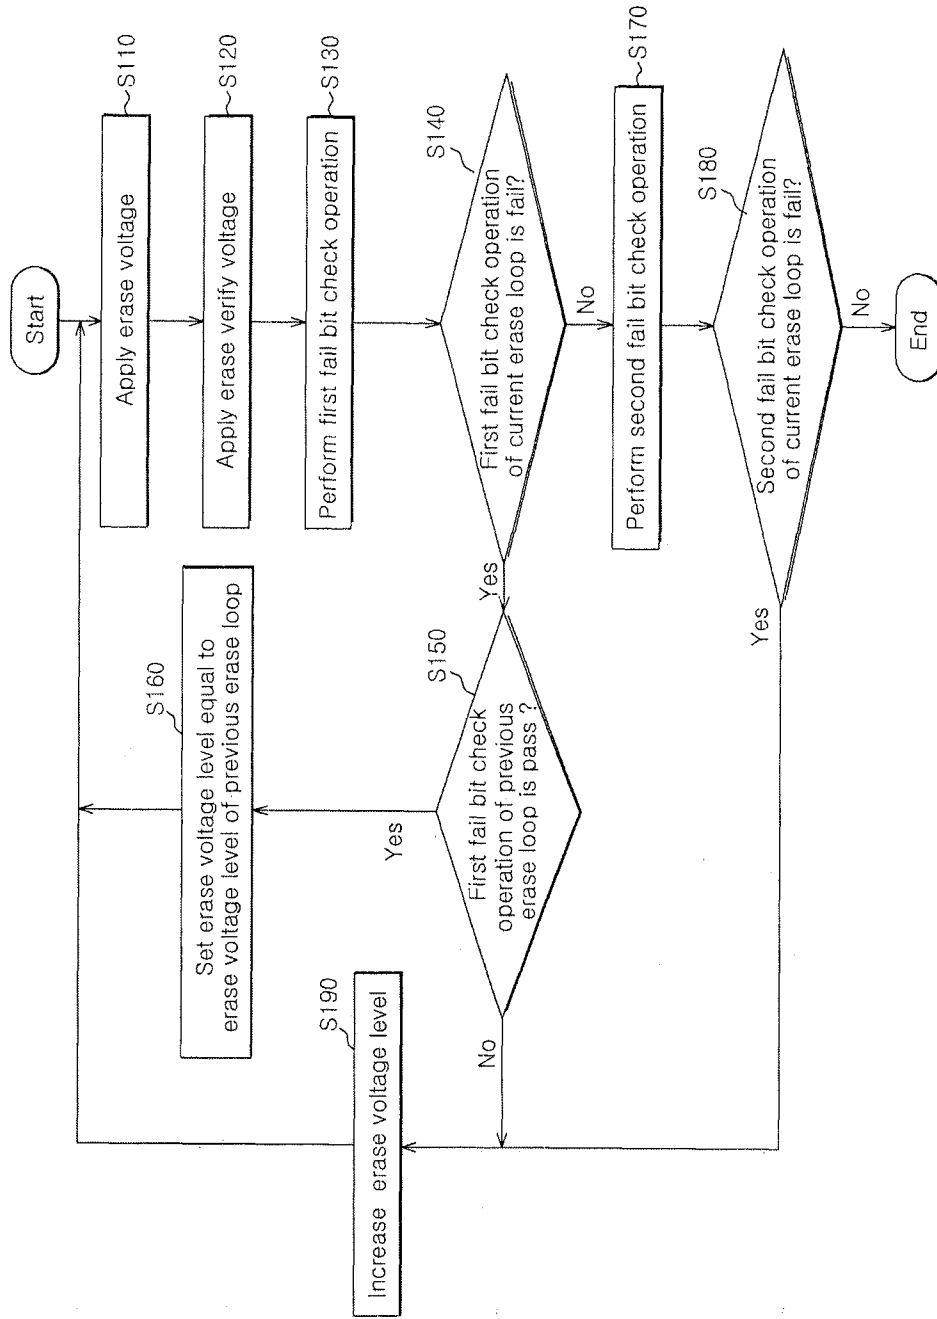 Start
S110
Apply erase voltage
S120
Apply erase verify voltage
S130
Perform first fail bit check operation
S140
First fail bit check operation
of current erase loop is fail?
Yes
No
S150
First fail bit check
operation of previous
erase loop is pass ?
Yes
No
S160
Set erase voltage level equal to
erase voltage level of previous erase loop
S170
Perform second fail bit check operation
S180
Second fail bit check operation
of current erase loop is fail?
Yes
No
S190
Increase erase voltage level
End